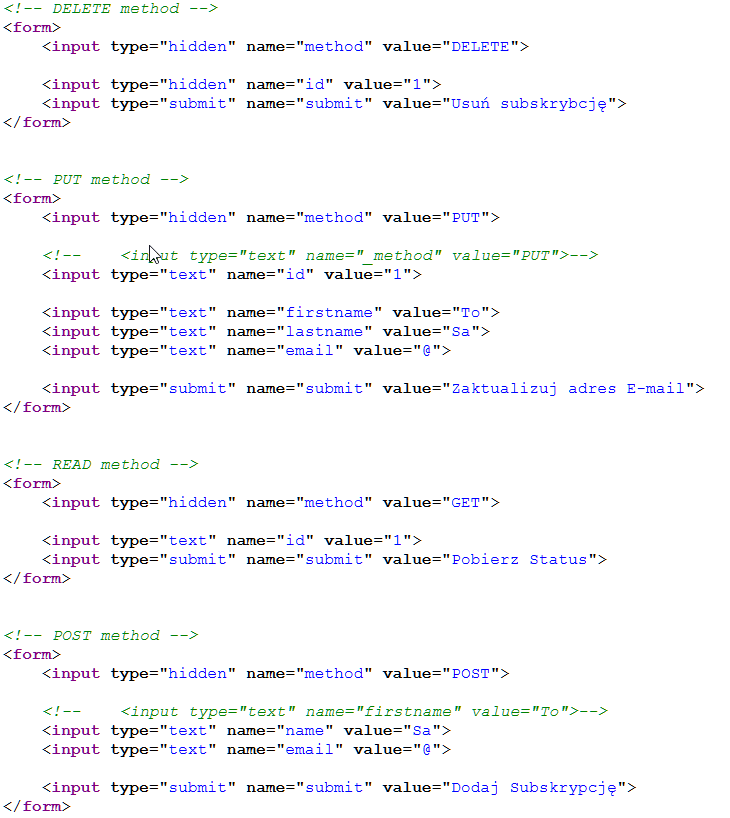 <!-- DELETE method -->
<form>
    <input type="hidden" name="method" value="DELETE">
    <input type="hidden" name="id" value="1">
    <input type="submit" name="submit" value="Usuń subskrybcję">
</form>
<!-- PUT method -->
<form>
    <input type="hidden" name="method" value="PUT">
    <!--    <input type="text" name="_method" value="PUT">-->
    <input type="text" name="id" value="1">
    <input type="text" name="firstname" value="To">
    <input type="text" name="lastname" value="Sa">
    <input type="text" name="email" value="@">
    <input type="submit" name="submit" value="Zaktualizuj adres E-mail">
</form>
<!-- READ method -->
<form>
    <input type="hidden" name="method" value="GET">
    <input type="text" name="id" value="1">
    <input type="submit" name="submit" value="Pobierz Status">
</form>
<!-- POST method -->
<form>
    <input type="hidden" name="method" value="POST">
    <!--    <input type="text" name="firstname" value="To">-->
    <input type="text" name="name" value="Sa">
    <input type="text" name="email" value="@">
    <input type="submit" name="submit" value="Dodaj Subskrypcję">
</form>